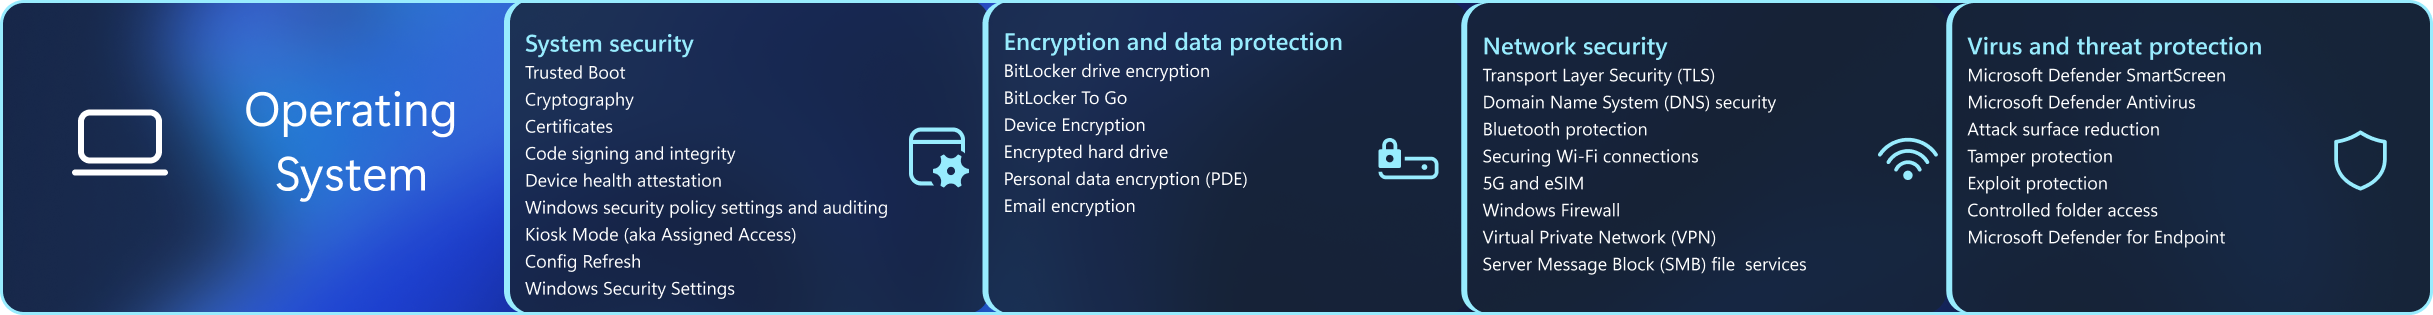 Operating
System
System security
Trusted Boot
Cryptography
Certificates
Code signing and integrity
Device health attestation
Windows security policy settings and auditing
Kiosk Mode (aka Assigned Access)
Config Refresh
Windows Security Settings
Encryption and data protection
BitLocker drive encryption
BitLocker To Go
Device Encryption
Encrypted hard drive
Personal data encryption (PDE)
Email encryption
Network security
Transport Layer Security (TLS)
Domain Name System (DNS) security
Bluetooth protection
Securing Wi-Fi connections
5G and eSIM
Windows Firewall
Virtual Private Network (VPN)
Server Message Block (SMB) file  services
Virus and threat protection
Microsoft Defender SmartScreen
Microsoft Defender Antivirus
Attack surface reduction
Tamper protection
Exploit protection
Controlled folder access
Microsoft Defender for Endpoint